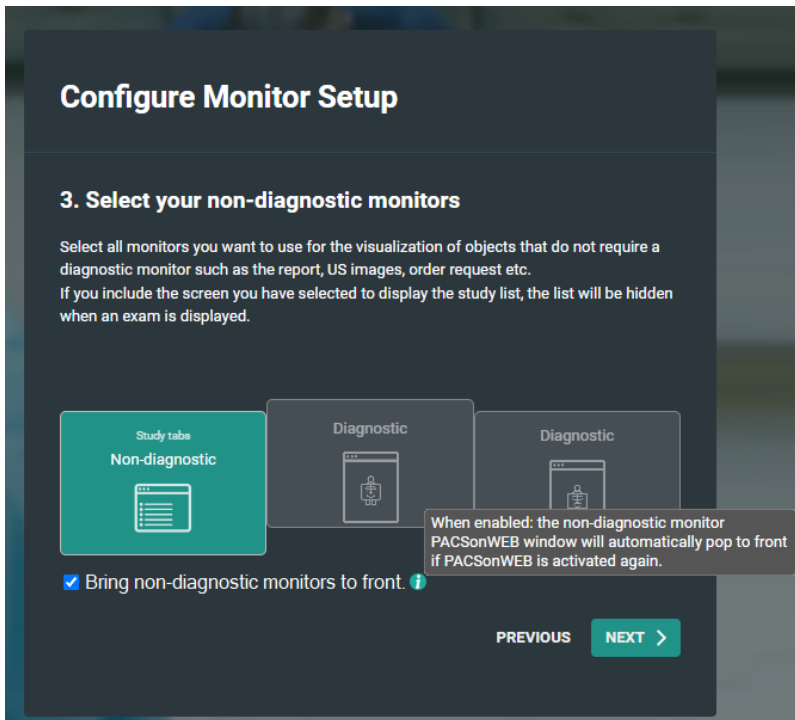 Configure Monitor Setup
3. Select your non-diagnostic monitors
Select all monitors you want to use for the visualization of objects that do not require a
diagnostic monitor such as the report, US images, order request etc.
If you include the screen you have selected to display the study list, the list will be hidden
when an exam is displayed.
Study tabs
Non-diagnostic
Diagnostic
Diagnostic
When enabled: the non-diagnostic monitor
PACSonWEB window will automatically pop to front
if PACSonWEB is activated again.
Bring non-diagnostic monitors to front.
PREVIOUS
NEXT